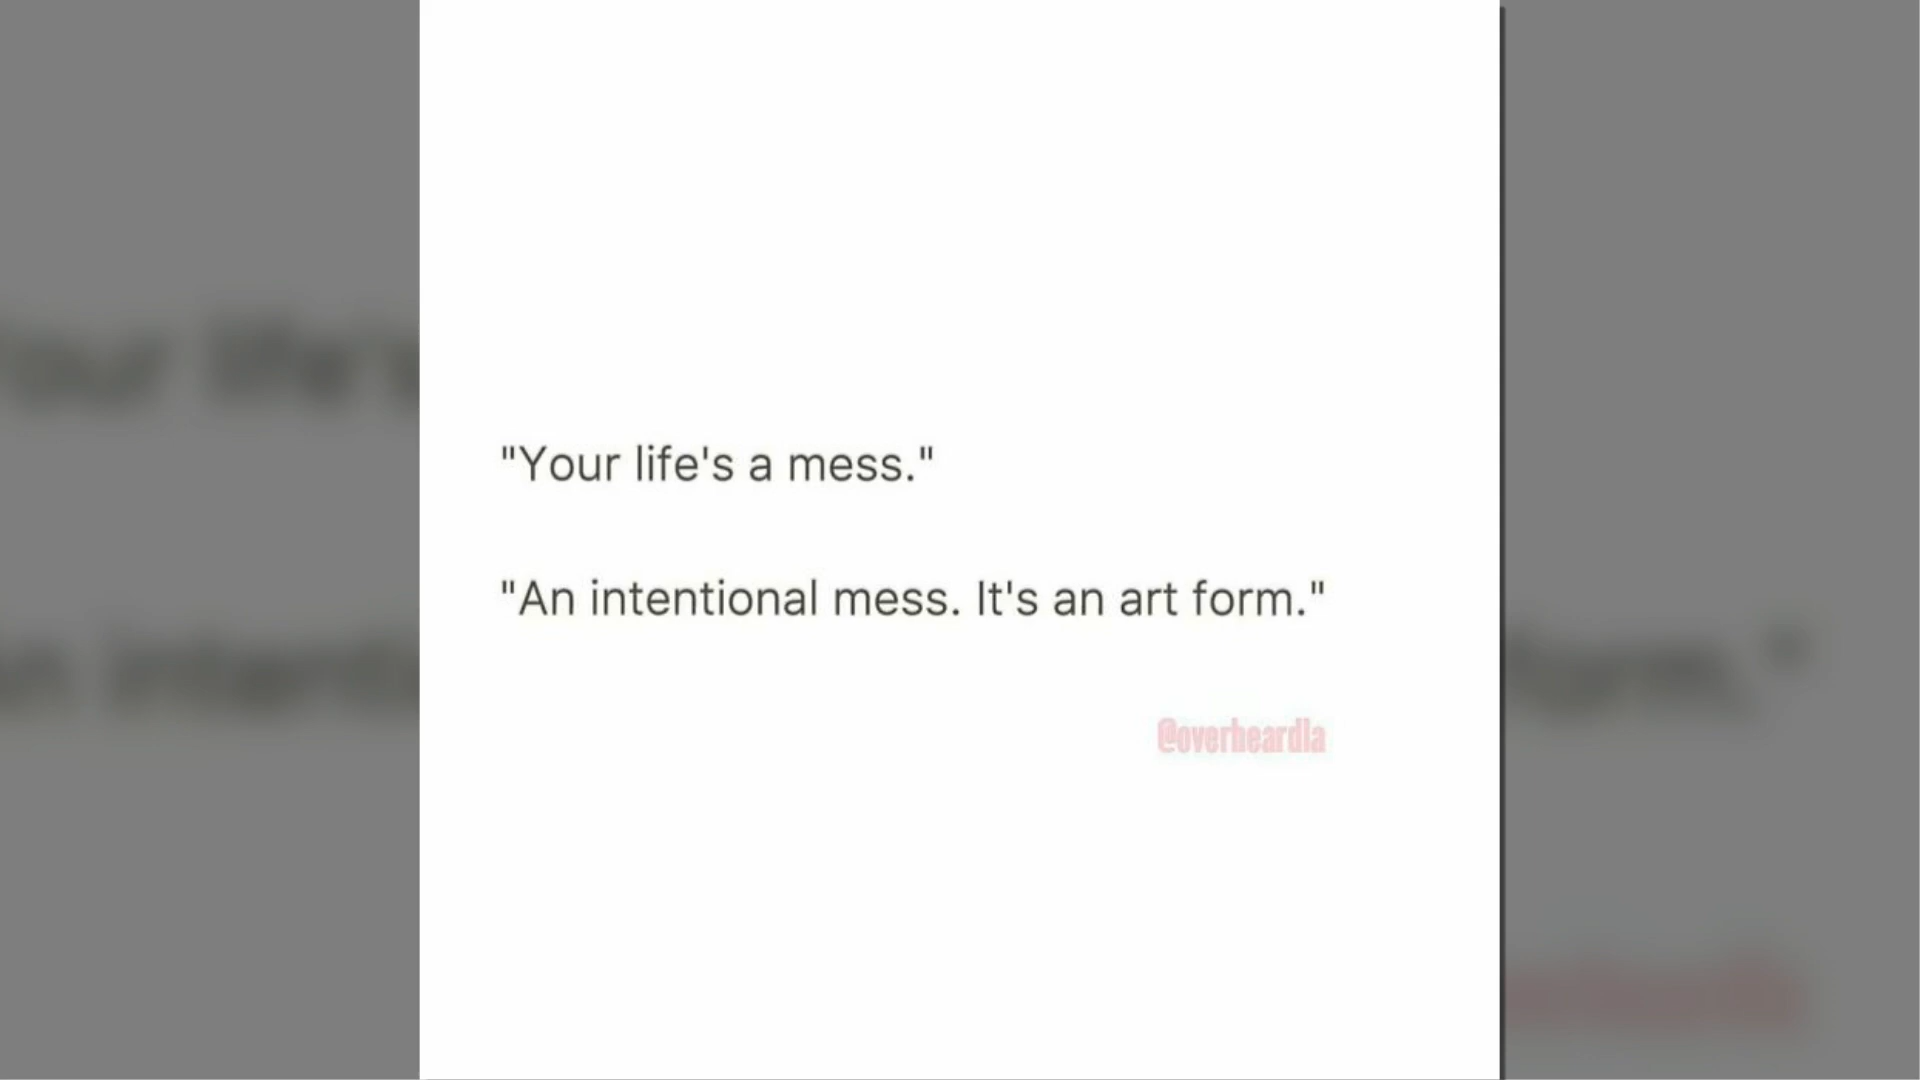 "Your life's a mess."
"An intentional mess. It's an art form."
@overheardla